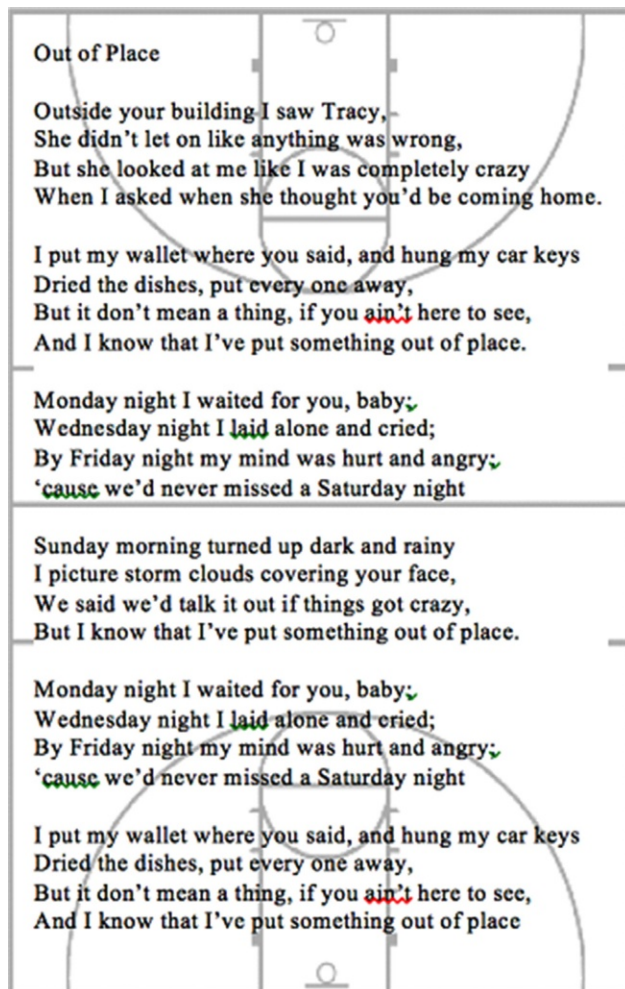 Out of Place
Outside your building I saw Tracy,
She didn't let on like anything was wrong,
But she looked at me like I was completely crazy
When I asked when she thought you'd be coming home.
I put my wallet where you said, and hung my car keys
Dried the dishes, put every one away,
But it don't mean a thing, if you ain't here to see,
And I know that I've put something out of place.
Monday night I waited for you, baby;
Wednesday night I laid alone and cried;
By Friday night my mind was hurt and angry;
‘cause we'd never missed a Saturday night
Sunday morning turned up dark and rainy
I picture storm clouds covering your face,
We said we'd talk it out if things got crazy,
But I know that I've put something out of place.
Monday night I waited for you, baby;
Wednesday night I laid alone and cried;
By Friday night my mind was hurt and angry;
‘cause we'd never missed a Saturday night
I put my wallet where you said, and hung my car keys
Dried the dishes, put every one away,
But it don't mean a thing, if you ain't here to see,
And I know that I've put something out of place